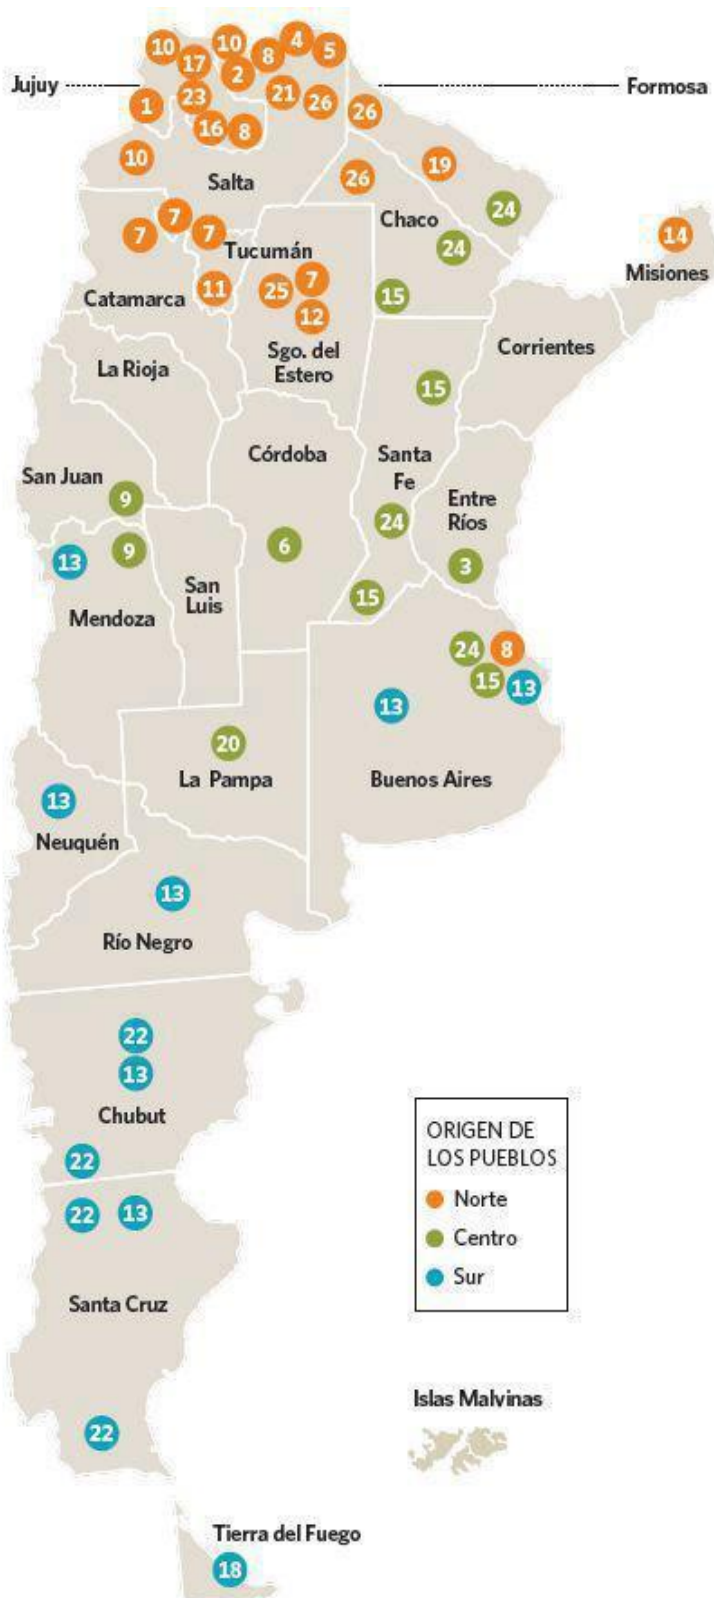 10
10
4
5
8
17
2
Jujuy
Formosa
21
23
26
1
26
16
8
10
19
26
Salta
24
7
Chaco
7
7
14
24
Tucumán
Misiones
7
11
25
15
Catamarca
12
Corrientes
Sgo. del
Estero
La Rioja
15
Córdoba
Santa
Fe
San Juan
9
Entre
Ríos
24
6
9
13
3
San
Luis
15
Mendoza
24
8
15
13
13
20
La Pampa
Buenos Aires
13
Neuquén
13
Río Negro
22
13
Chubut
22
22
13
Santa Cruz
ORIGEN DE
LOS PUEBLOS
Norte
Centro
Sur
Islas Malvinas
22
Tierra del Fuego
18